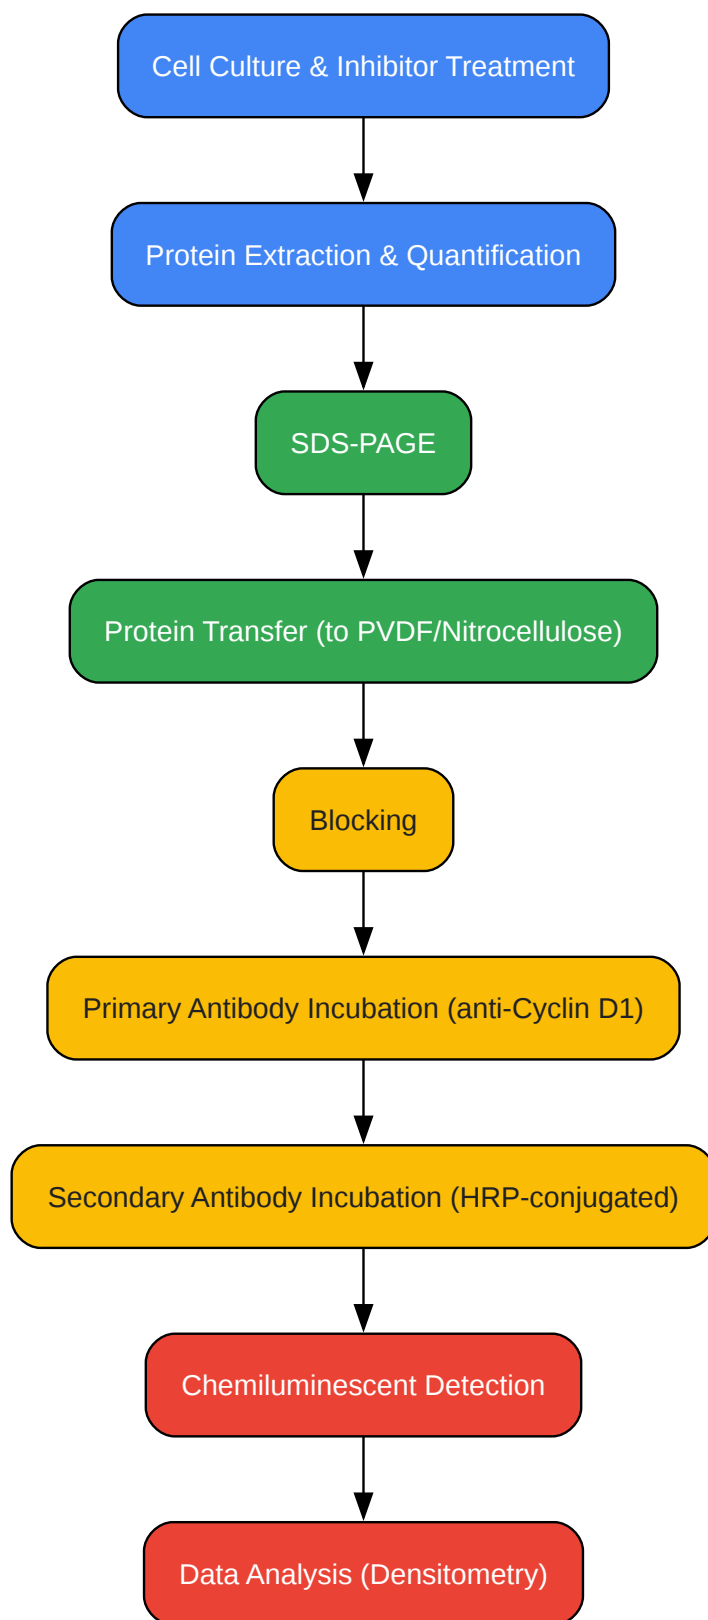 Cell Culture & Inhibitor Treatment
Protein Extraction & Quantification
SDS-PAGE
Protein Transfer (to PVDF/Nitrocellulose)
Blocking
Primary Antibody Incubation (anti-Cyclin D1)
Secondary Antibody Incubation (HRP-conjugated)
Chemiluminescent Detection
Data Analysis (Densitometry)